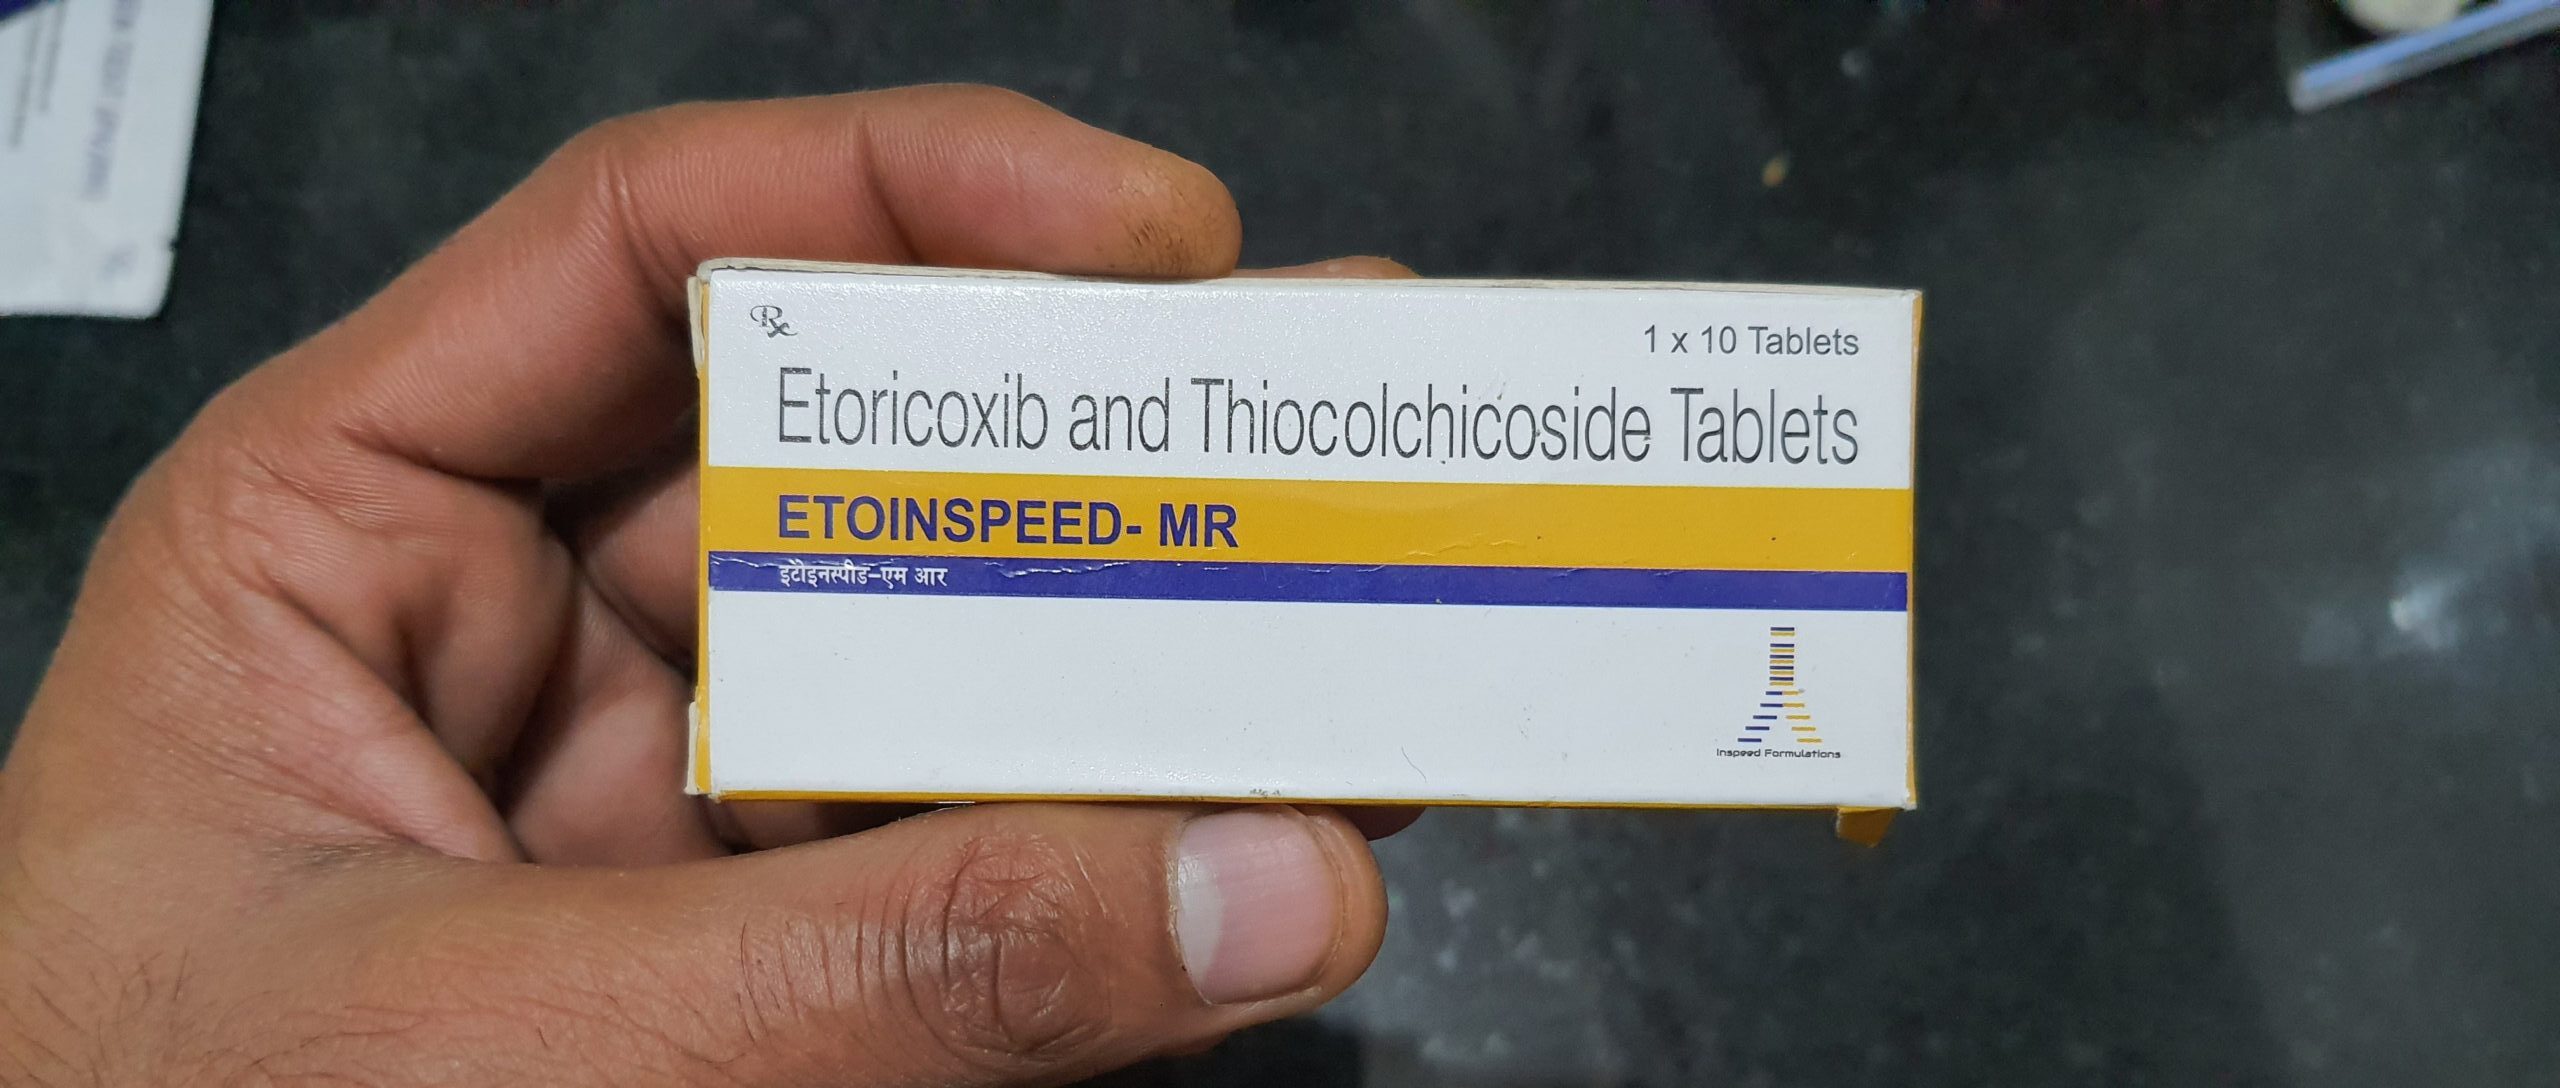 Rx
1 x 10 Tablets
Etoricoxib and Thiocolchicoside Tablets
ETOINSPEED- MR
इटोइनस्पीड-एम आर
Inspeed Formulations